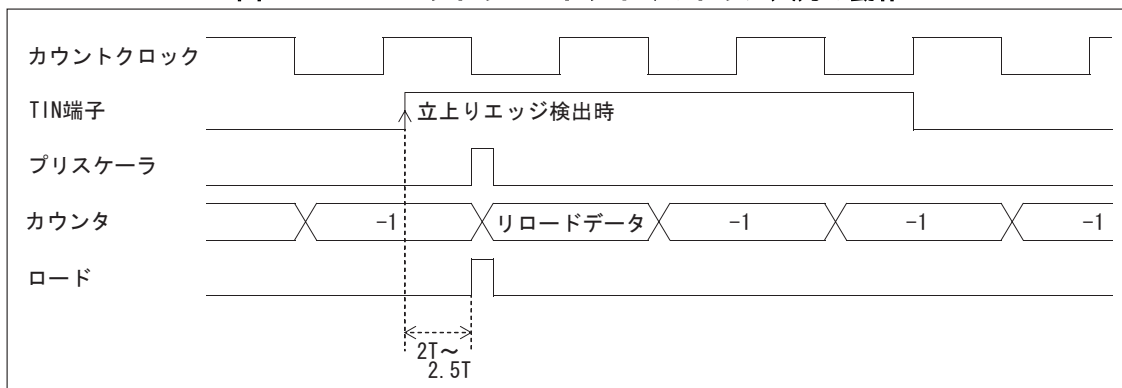 カウントクロック
TIN端子
立上りエッジ検出時
プリスケーラ
カウンタ
-1
リロードデータ
-1
-1
-1
ロード
2T～
2.5T